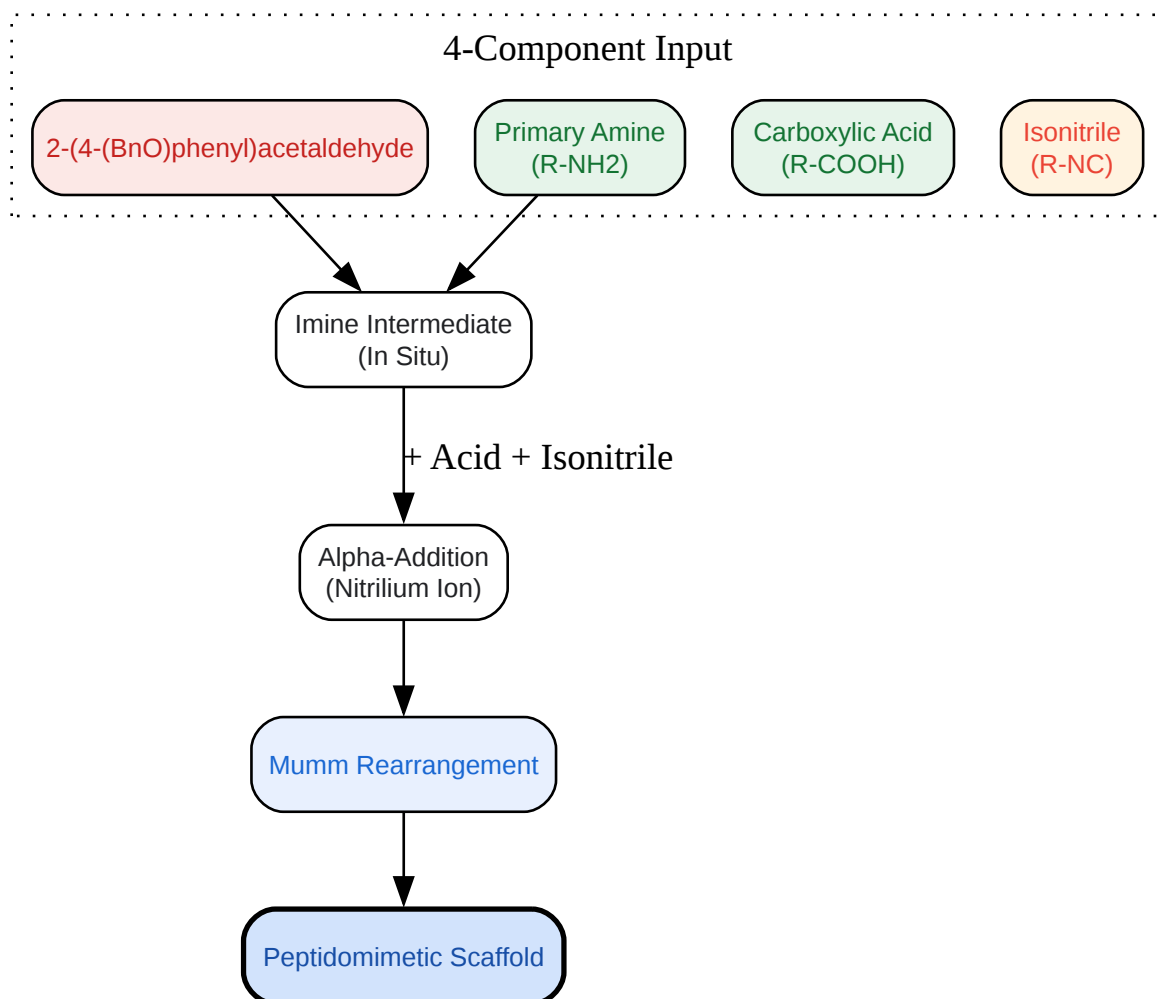 4-Component Input
2-(4-(BnO)phenyl)acetaldehyde
Primary Amine
(R-NH2)
Carboxylic Acid
(R-COOH)
Isonitrile
(R-NC)
Imine Intermediate
(In Situ)
+ Acid + Isonitrile
Alpha-Addition
(Nitrilium Ion)
Mumm Rearrangement
Peptidomimetic Scaffold